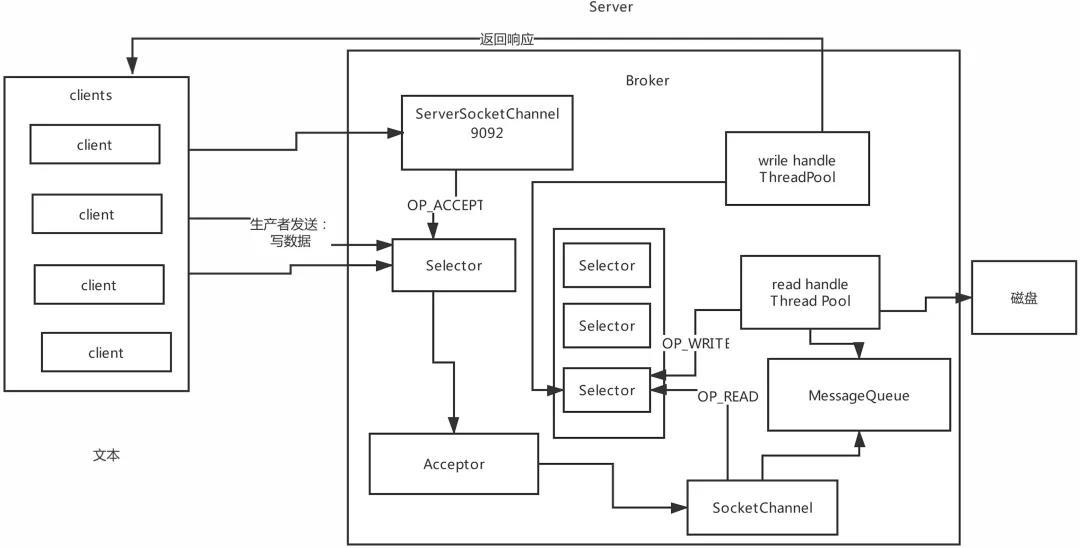 Server
返回响应
Broker
clients
client
client
client
client
ServerSocketChannel
9092
OP_ACCEPT
生产者发送：
写数据
Selector
Acceptor
wrile handle
ThreadPool
Selector
Selector
Selector
read handle
Thread Pool
OP_WRITE
OP_READ
MessageQueue
SocketChannel
磁盘
文本